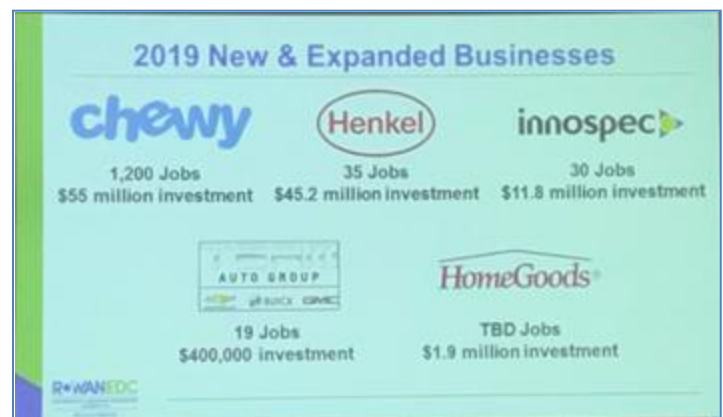 2019 New & Expanded Businesses
chewy
Henkel
innospec
1,200 Jobs
$55 million investment
35 Jobs
$45.2 million investment
30 Jobs
$11.8 million investment
AUTO GROUP
BUICK GMC
19 Jobs
$400,000 investment
HomeGoods®
TBD Jobs
$1.9 million investment
ROWANEDC